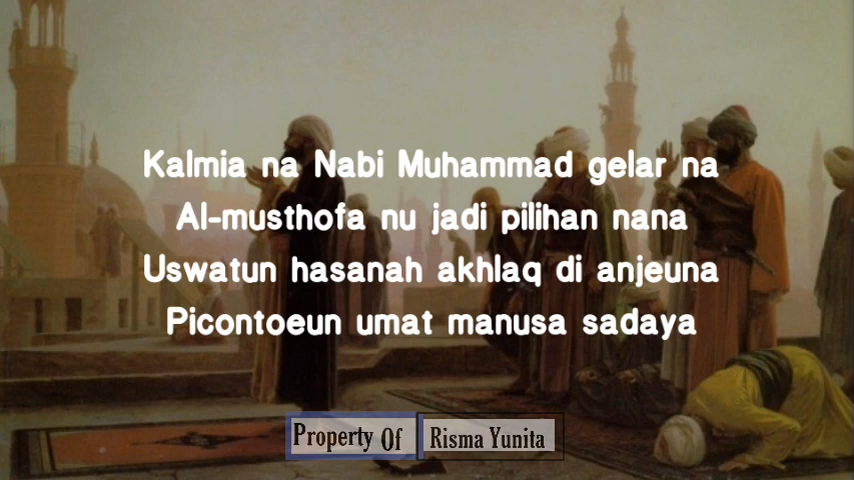 Kalmia na Nabi Muhammad gelar na
Al-musthofa nu jadi pilihan nana
Uswatun hasanah akhlaq di anjeuna
Picontoeun umat manusa sadaya
Property Of Risma Yunita